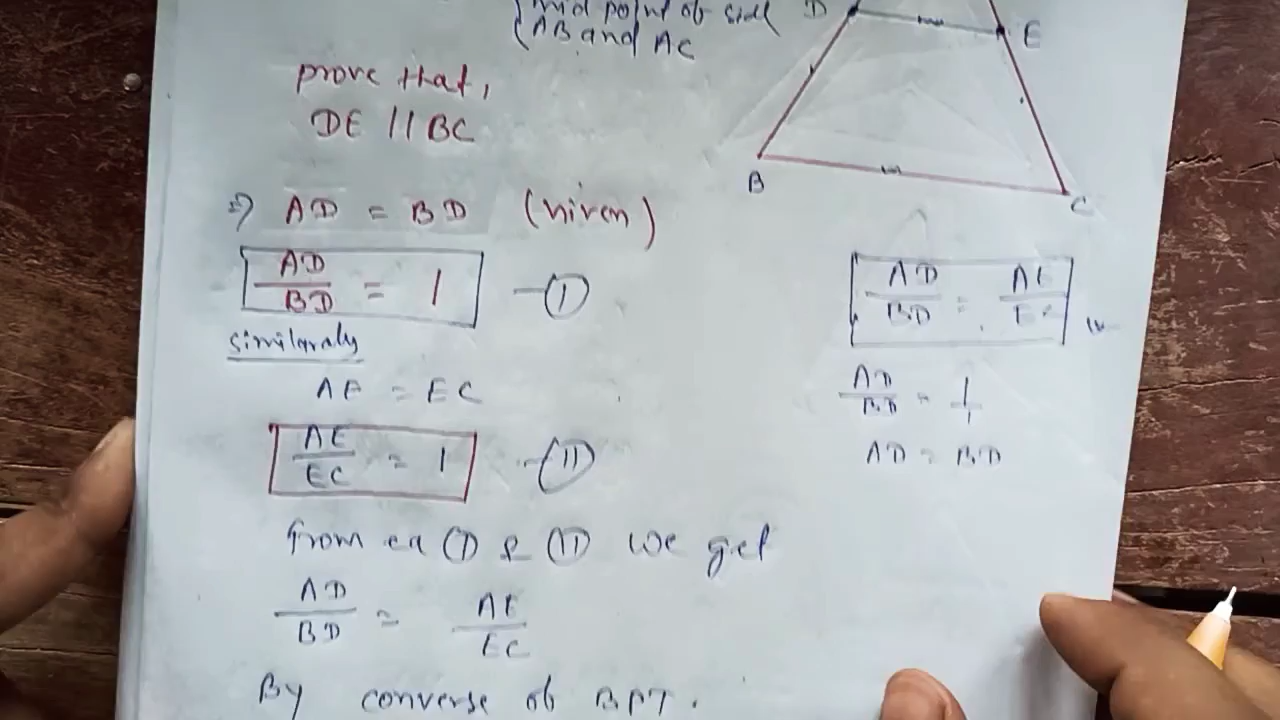 mid point of side
AB and AC
prove that,
DE // BC
D
E
B
C
=) AD = BD (Given)
AD/BD = 1 - (I)
similaraly
AE = EC
AE/EC = 1 - (II)
from eq (I) & (II) we get
AD/BD = AE/EC
By converse of BPT.
AD/BD = AE/EC
AD/BD = 1/1
AD = BD